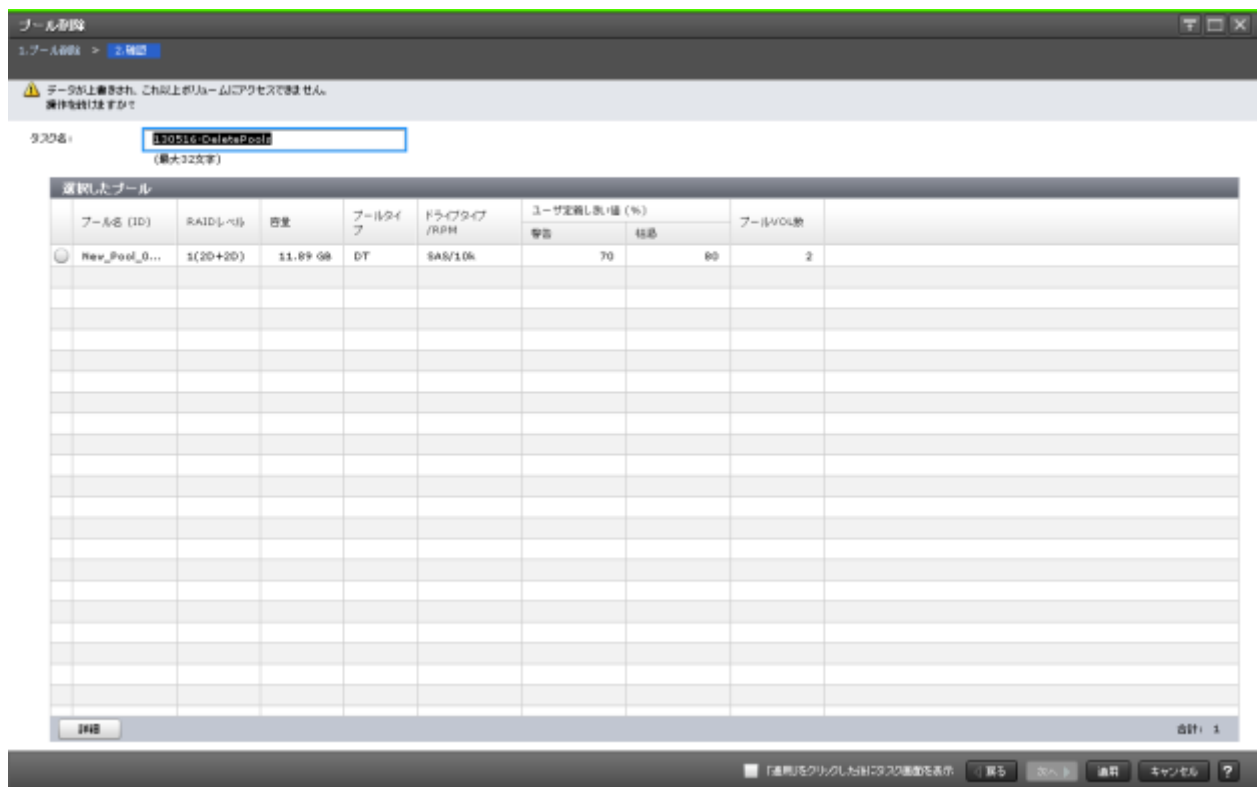 プール削除
1.プール削除 > 2.確認
データが上書きされ、これ以上ボリュームにアクセスできません。
操作を続けますか?
タスク名: 130516-DeletePools
(最大32文字)
選択したプール
プール名 (ID) RAIDレベル 容量 プールタイプ ドライブタイプ/RPM ユーザ定義しきい値 (%) 警告 枯渇 プールVOL数
New_Pool_0... 1(2D+2D) 11.89 GB DT SAS/10k 70 80 2
詳細 合計: 1
「適用」をクリックした後にタスク画面を表示 戻る 次へ 適用 キャンセル ?